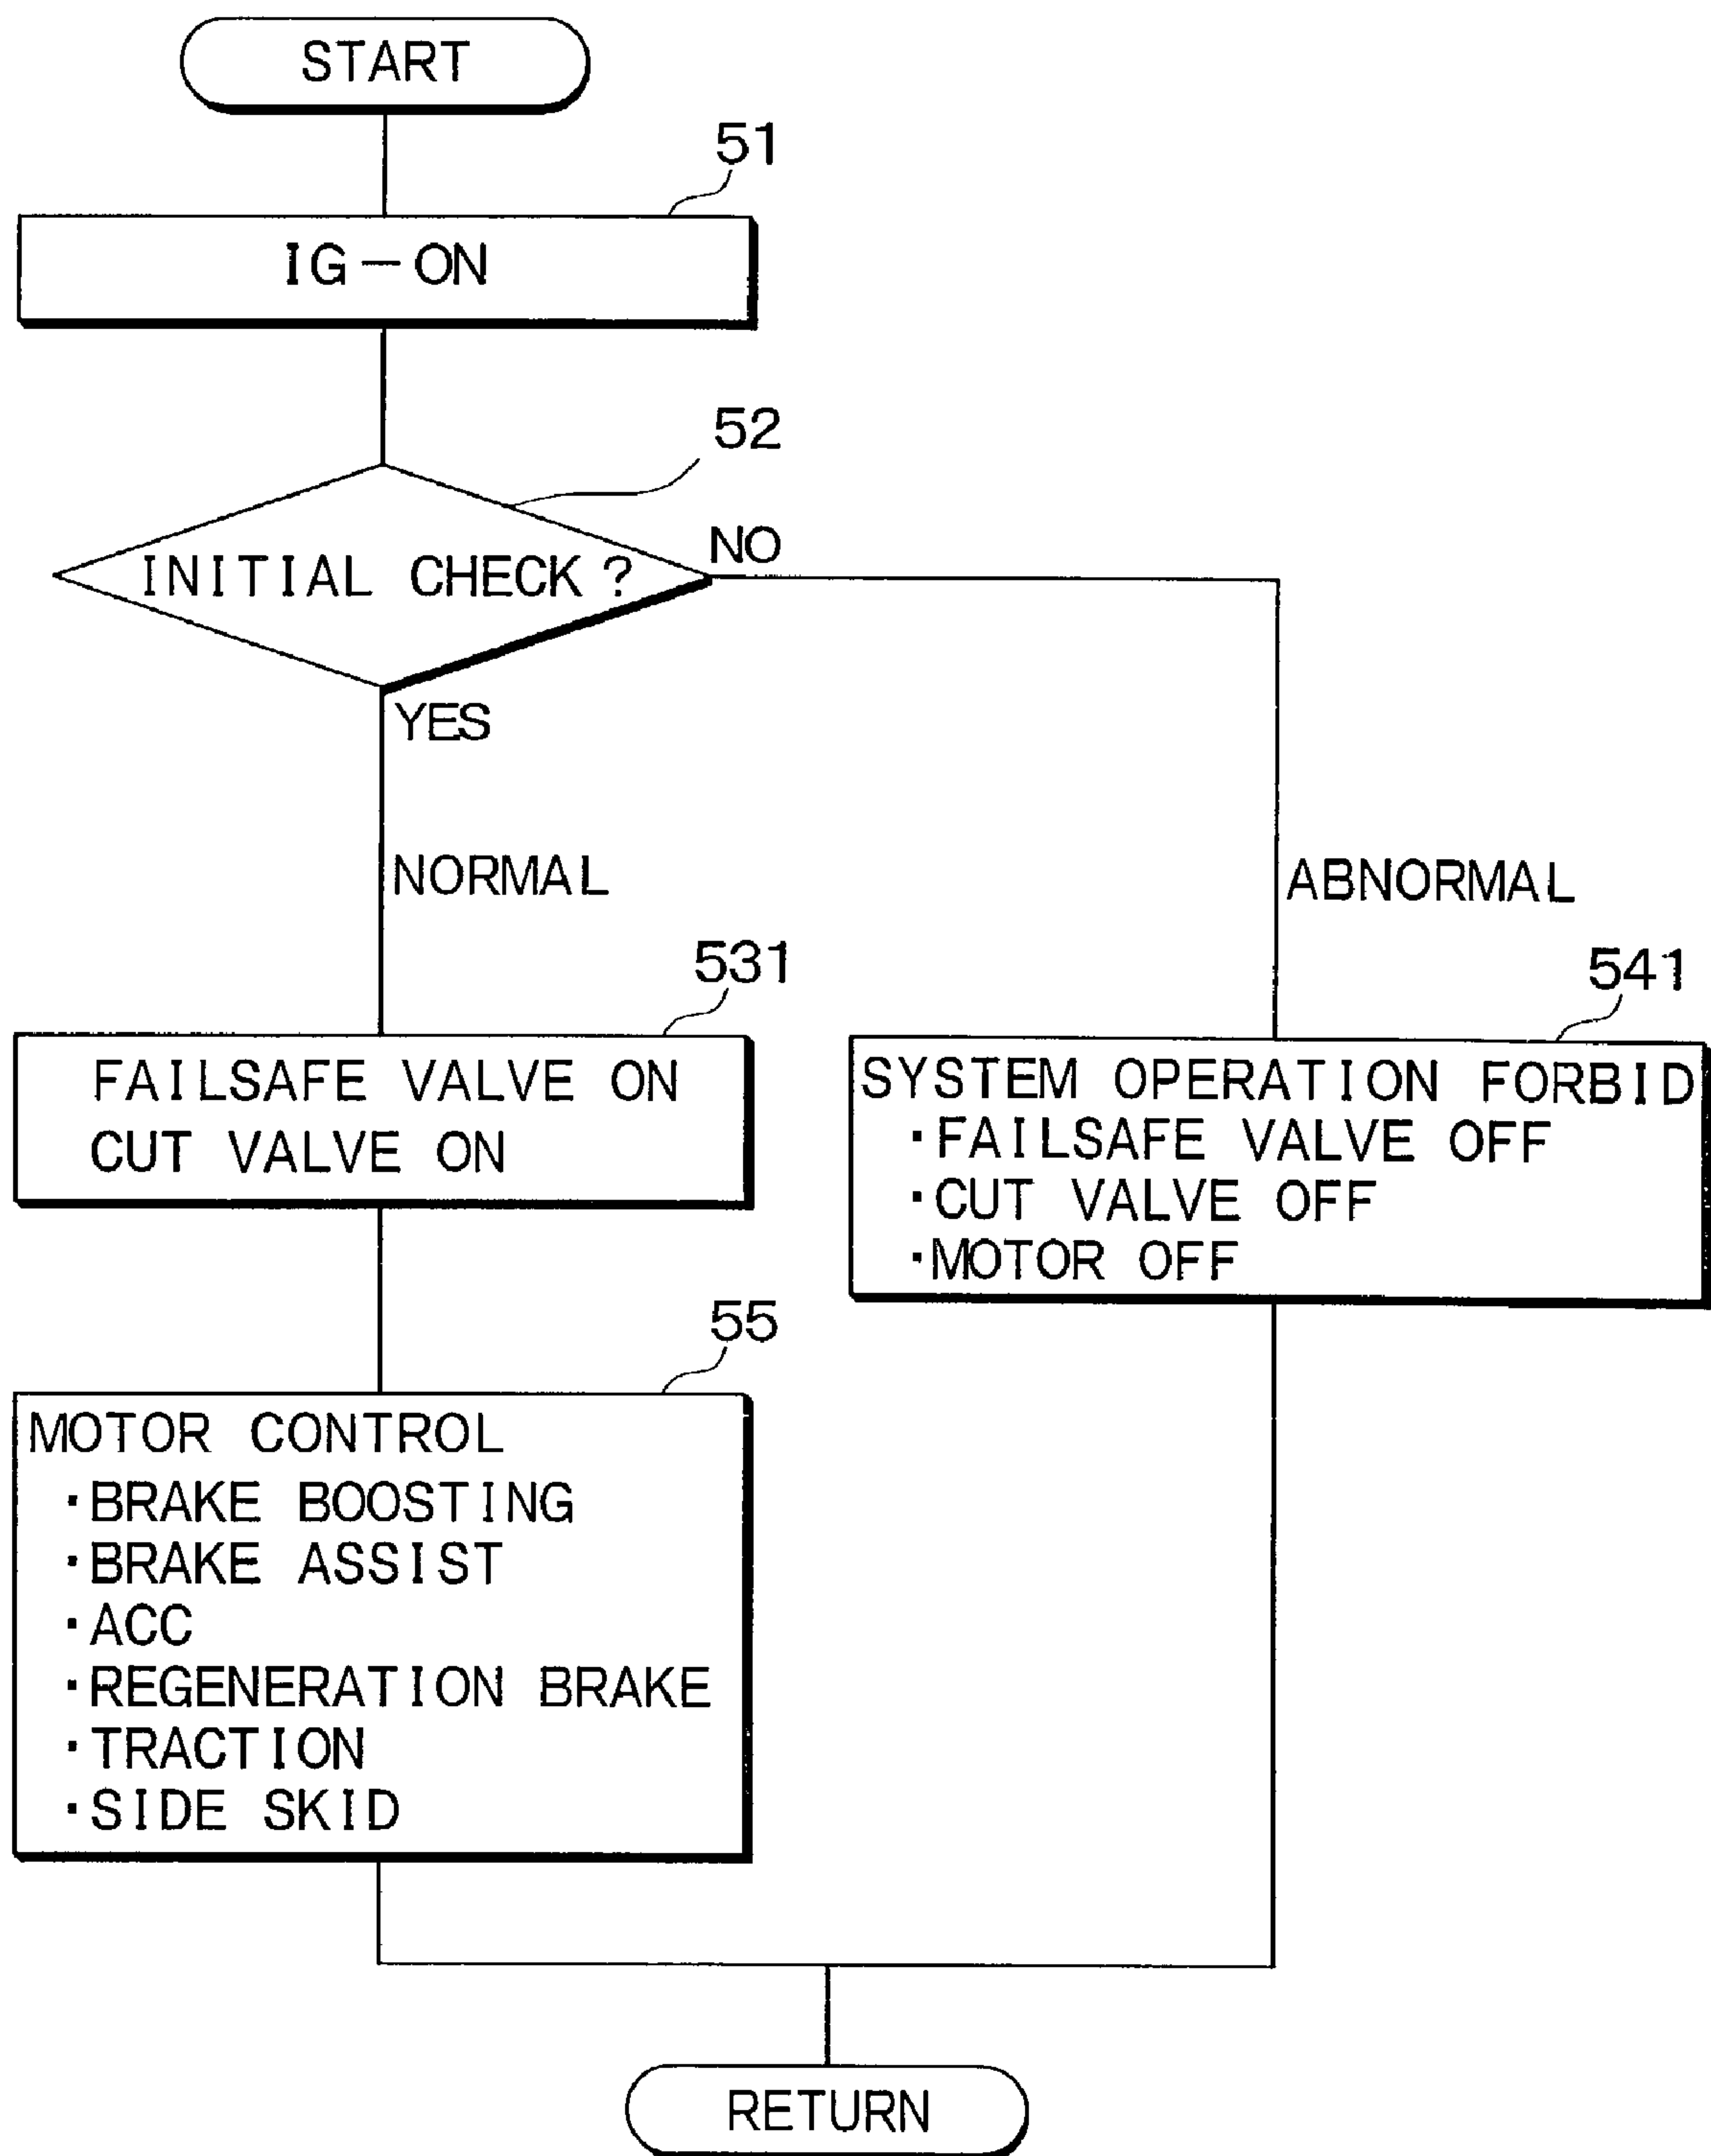 START
51
IG-ON
52
INITIAL CHECK?
NO
YES
NORMAL
ABNORMAL
531
FAILSAFE VALVE ON
CUT VALVE ON
541
SYSTEM OPERATION FORBID
·FAILSAFE VALVE OFF
·CUT VALVE OFF
·MOTOR OFF
55
MOTOR CONTROL
·BRAKE BOOSTING
·BRAKE ASSIST
·ACC
·REGENERATION BRAKE
·TRACTION
·SIDE SKID
RETURN